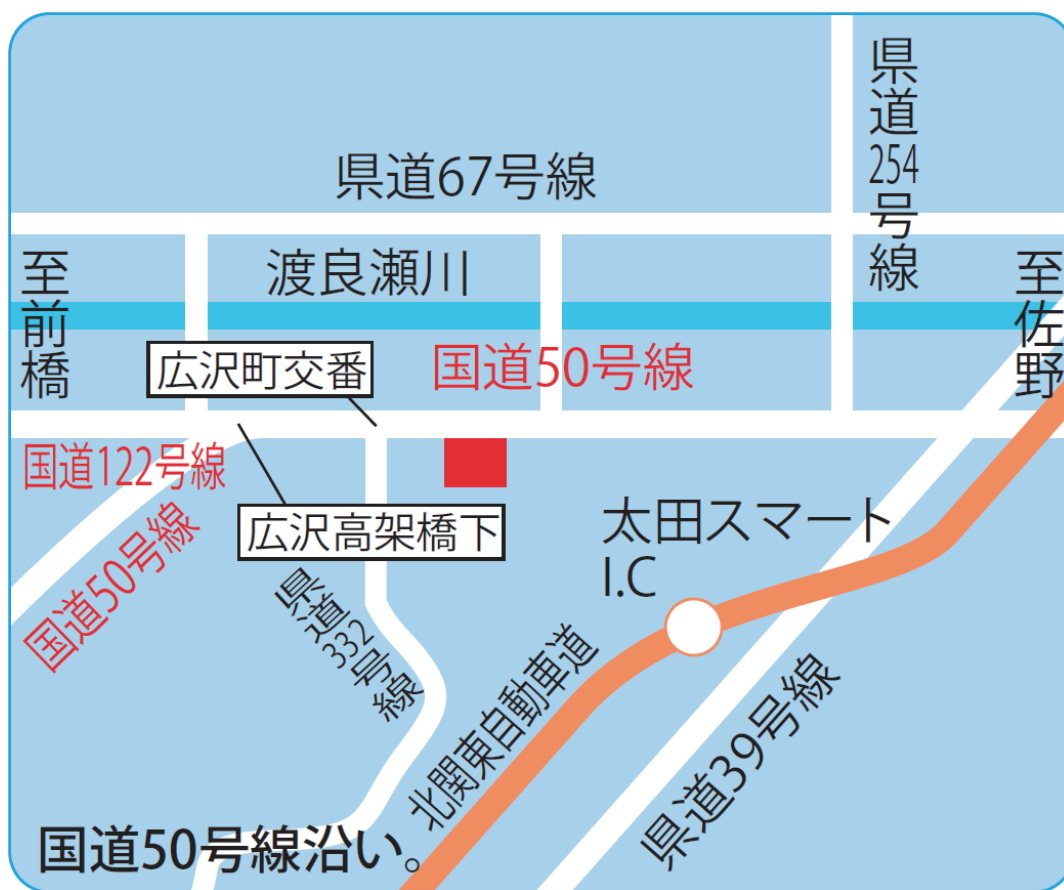 県道254号線
県道67号線
至前橋
渡良瀬川
至佐野
広沢町交番
国道50号線
国道122号線
広沢高架橋下
太田スマート
I.C
国道50号線
県道332号線
北関東自動車道
県道39号線
国道50号線沿い。